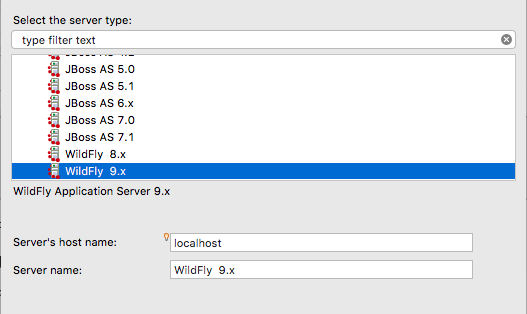 Select the server type:
type filter text
JBoss AS 5.0
JBoss AS 5.1
JBoss AS 6.x
JBoss AS 7.0
JBoss AS 7.1
WildFly 8.x
WildFly 9.x
WildFly Application Server 9.x
Server's host name:
localhost
Server name:
WildFly 9.x